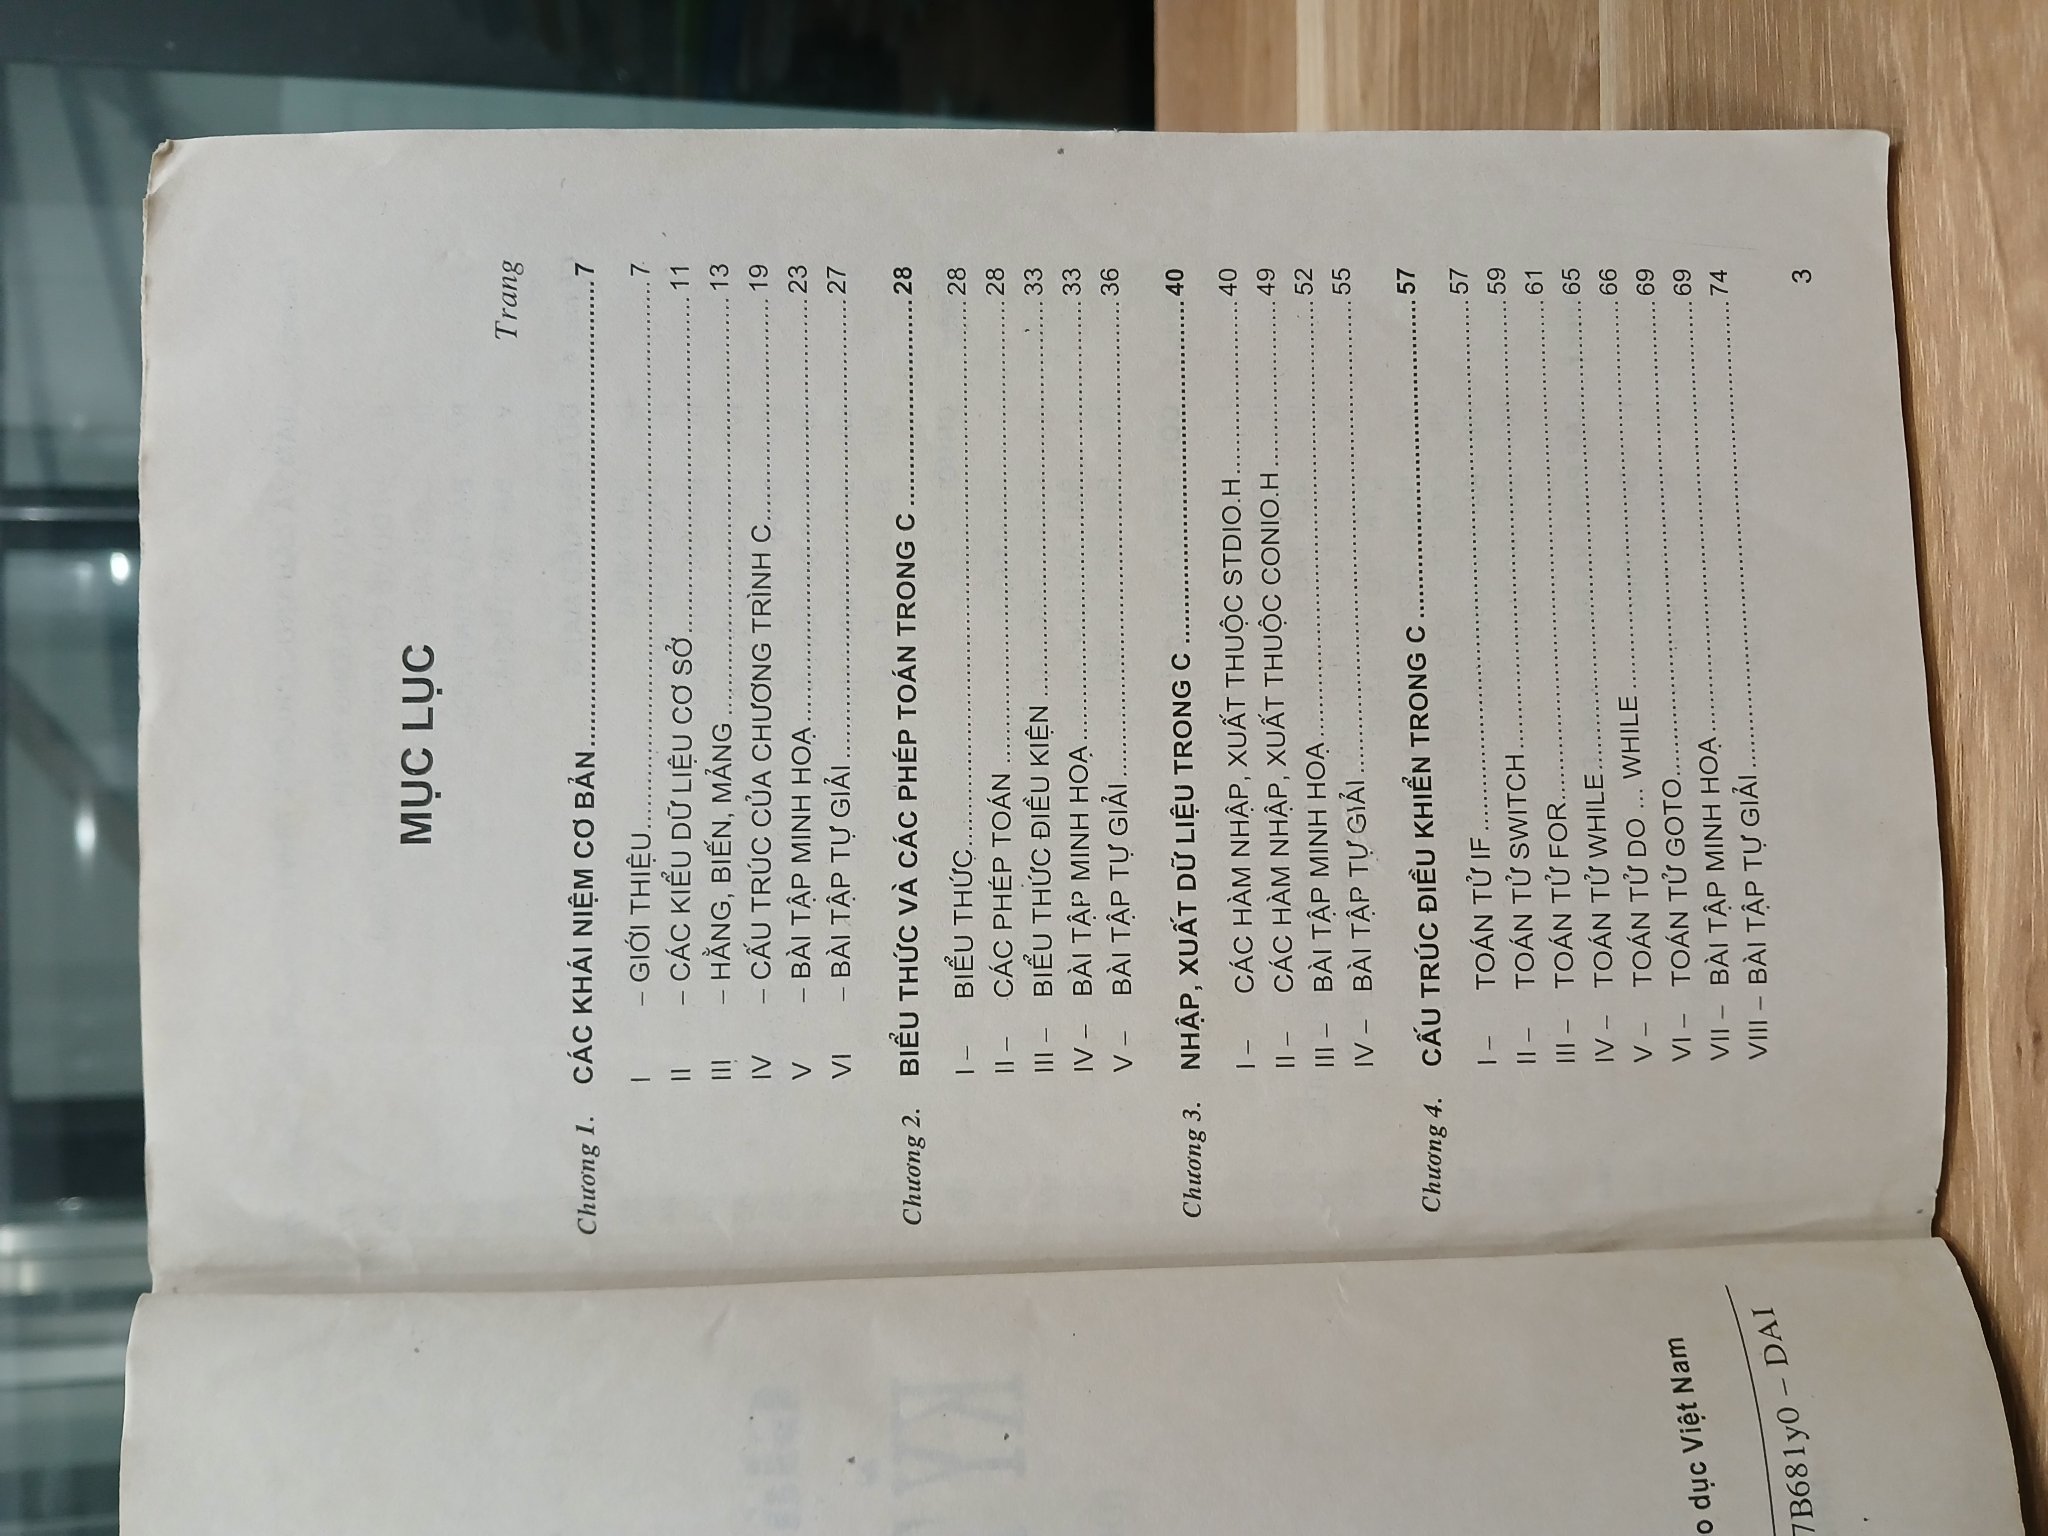 MỤC LỤC
Trang
Chương 1. CÁC KHÁI NIỆM CƠ BẢN..........7
I – GIỚI THIỆU..........7
II – CÁC KIỂU DỮ LIỆU CƠ SỞ..........11
III – HẰNG, BIẾN, MẢNG..........13
IV – CẤU TRÚC CỦA CHƯƠNG TRÌNH C..........19
V – BÀI TẬP MINH HOẠ..........23
VI – BÀI TẬP TỰ GIẢI..........27
Chương 2. BIỂU THỨC VÀ CÁC PHÉP TOÁN TRONG C..........28
I – BIỂU THỨC..........28
II – CÁC PHÉP TOÁN..........28
III – BIỂU THỨC ĐIỀU KIỆN..........33
IV – BÀI TẬP MINH HOẠ..........33
V – BÀI TẬP TỰ GIẢI..........36
Chương 3. NHẬP, XUẤT DỮ LIỆU TRONG C..........40
I – CÁC HÀM NHẬP, XUẤT THUỘC STDIO.H..........40
II – CÁC HÀM NHẬP, XUẤT THUỘC CONIO.H..........49
III – BÀI TẬP MINH HOẠ..........52
IV – BÀI TẬP TỰ GIẢI..........55
Chương 4. CẤU TRÚC ĐIỀU KHIỂN TRONG C..........57
I – TOÁN TỬ IF..........57
II – TOÁN TỬ SWITCH..........59
III – TOÁN TỬ FOR..........61
IV – TOÁN TỬ WHILE..........65
V – TOÁN TỬ DO ... WHILE..........66
VI – TOÁN TỬ GOTO..........69
VII – BÀI TẬP MINH HOẠ..........69
VIII – BÀI TẬP TỰ GIẢI..........74
3
o dục Việt Nam
7B681y0 – DAI